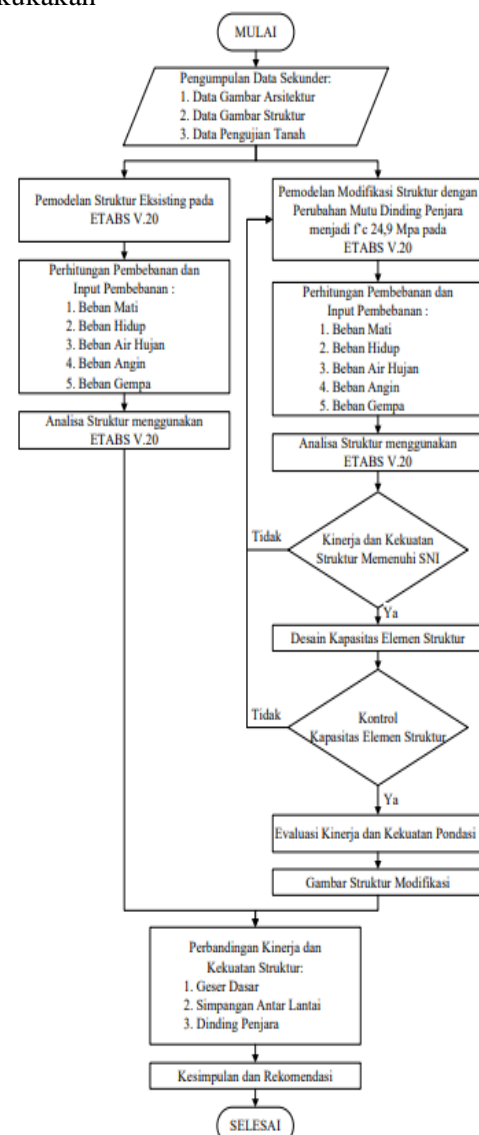 MULAI
Pengumpulan Data Sekunder:
1. Data Gambar Arsitektur
2. Data Gambar Struktur
3. Data Pengujian Tanah
Pemodelan Struktur Eksisting pada
ETABS V.20
Perhitungan Pembebanan dan
Input Pembebanan :
1. Beban Mati
2. Beban Hidup
3. Beban Air Hujan
4. Beban Angin
5. Beban Gempa
Analisa Struktur menggunakan
ETABS V.20
Pemodelan Modifikasi Struktur dengan
Perubahan Mutu Dinding Penjara
menjadi f'c 24,9 Mpa pada
ETABS V.20
Perhitungan Pembebanan dan
Input Pembebanan :
1. Beban Mati
2. Beban Hidup
3. Beban Air Hujan
4. Beban Angin
5. Beban Gempa
Analisa Struktur menggunakan
ETABS V.20
Tidak
Kinerja dan Kekuatan
Struktur Memenuhi SNI
Ya
Desain Kapasitas Elemen Struktur
Tidak
Kontrol
Kapasitas Elemen Struktur
Ya
Evaluasi Kinerja dan Kekuatan Pondasi
Gambar Struktur Modifikasi
Perbandingan Kinerja dan
Kekuatan Struktur:
1. Geser Dasar
2. Simpangan Antar Lantai
3. Dinding Penjara
Kesimpulan dan Rekomendasi
SELESAI